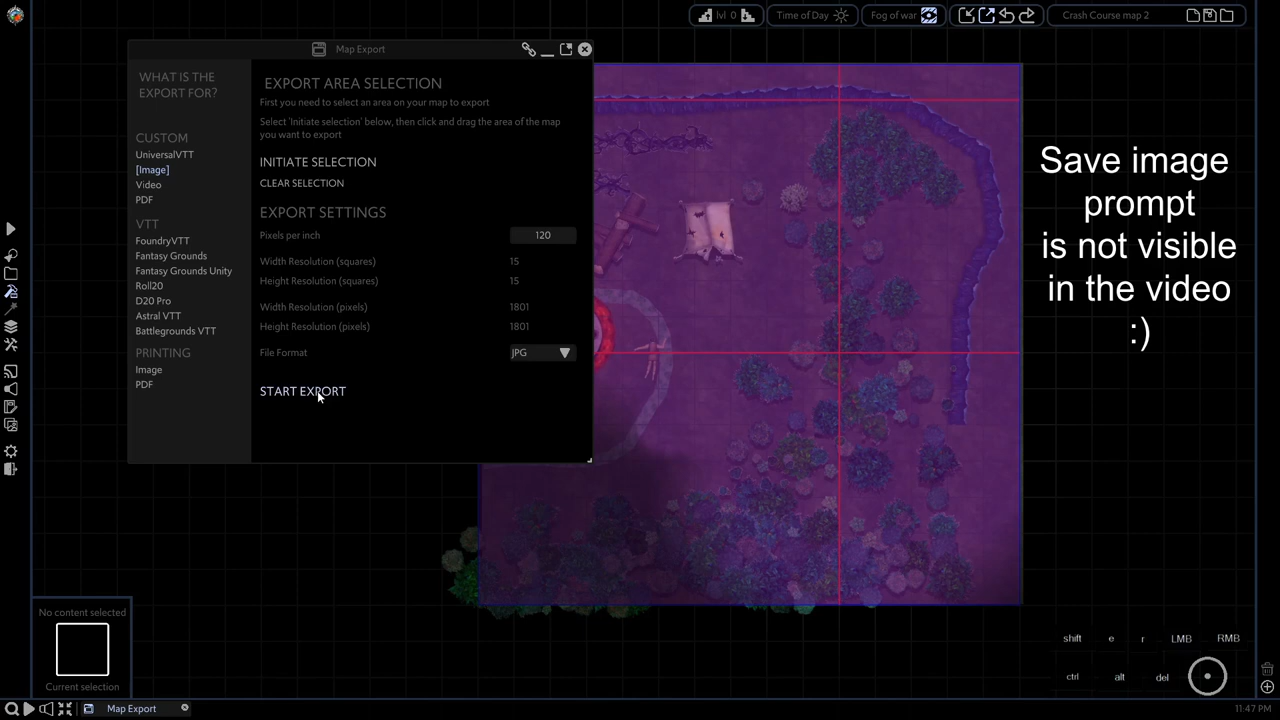 lvl 0
Time of Day
Fog of war
Crash Course map 2
Map Export
WHAT IS THE
EXPORT FOR?
CUSTOM
UniversalVTT
[Image]
Video
PDF
VTT
FoundryVTT
Fantasy Grounds
Fantasy Grounds Unity
Roll20
D20 Pro
Astral VTT
Battlegrounds VTT
PRINTING
Image
PDF
EXPORT AREA SELECTION
First you need to select an area on your map to export
Select 'Initiate selection' below, then click and drag the area of the map
you want to export
INITIATE SELECTION
CLEAR SELECTION
EXPORT SETTINGS
Pixels per inch 120
Width Resolution (squares) 15
Height Resolution (squares) 15
Width Resolution (pixels) 1801
Height Resolution (pixels) 1801
File Format JPG
START EXPORT
Save image
prompt
is not visible
in the video
:)
No content selected
Current selection
shift e r LMB RMB
ctrl alt del
Map Export
11:47 PM